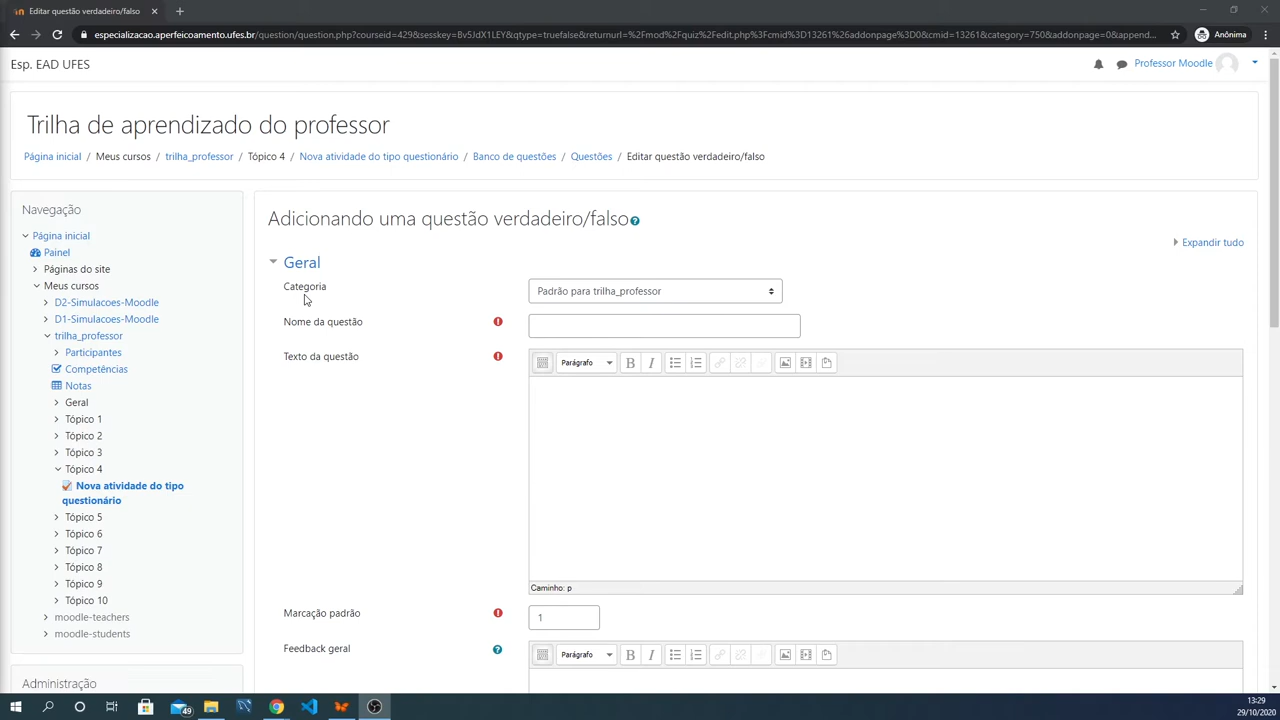 Editar questão verdadeiro/falso
especializacao.aperfeicoamento.ufes.br/question/question.php?courseid=429&sesskey=Bv5JdX1LEY&qtype=truefalse&returnurl=%2Fmod%2Fquiz%2Fedit.php%3Fcmid%3D13261%26addonpage%3D0&cmid=13261&category=750&addonpage=0&append...
Anônima
Esp. EAD UFES
Professor Moodle
Trilha de aprendizado do professor
Página inicial / Meus cursos / trilha_professor / Tópico 4 / Nova atividade do tipo questionário / Banco de questões / Questões / Editar questão verdadeiro/falso
Navegação
Página inicial
Painel
Páginas do site
Meus cursos
D2-Simulacoes-Moodle
D1-Simulacoes-Moodle
trilha_professor
Participantes
Competências
Notas
Geral
Tópico 1
Tópico 2
Tópico 3
Tópico 4
Nova atividade do tipo
questionário
Tópico 5
Tópico 6
Tópico 7
Tópico 8
Tópico 9
Tópico 10
moodle-teachers
moodle-students
Administração
Adicionando uma questão verdadeiro/falso
Expandir tudo
Geral
Categoria
Padrão para trilha_professor
Nome da questão
Texto da questão
Parágrafo
B I
Caminho: p
Marcação padrão
1
Feedback geral
Parágrafo
B I
49
13:29
29/10/2020